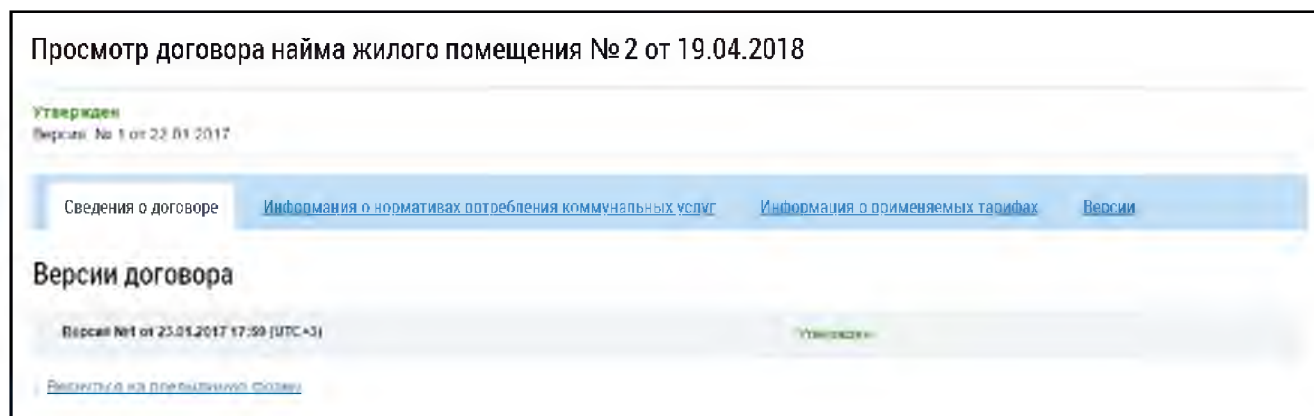 Просмотр договора найма жилого помещения № 2 от 19.04.2018
Утвержден
Версия № 1 от 22.01.2017
Сведения о договоре Информация о нормативах потребления коммунальных услуг Информация о применяемых тарифах Версии
Версии договора
Версия №1 от 23.01.2017 17:59 (UTC+3) Утвержден
Вернуться на предыдущую форму